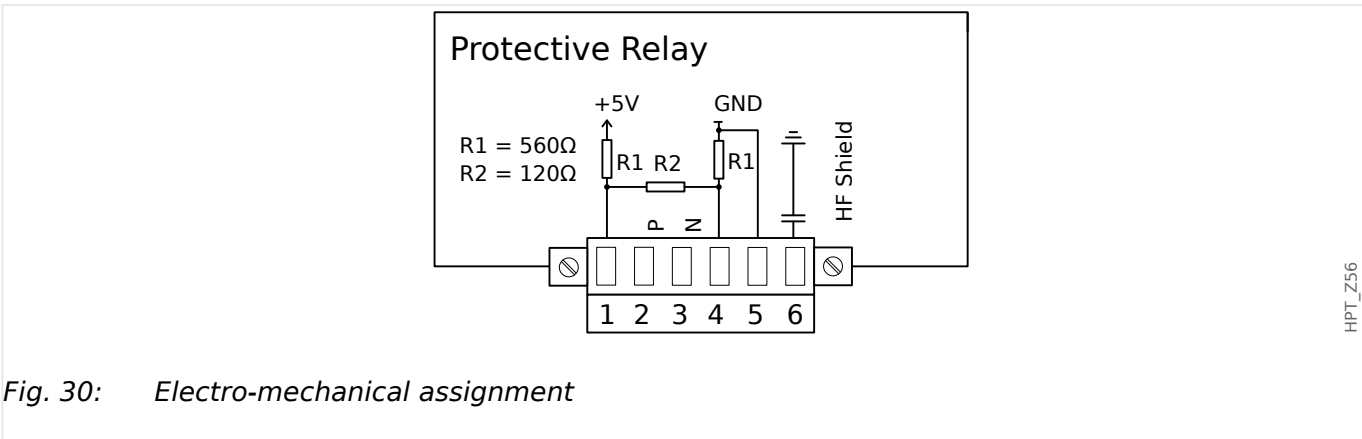 Protective Relay
+5V GND
R1 = 560Ω
R2 = 120Ω
R1 R2 R1
HF Shield
P N
1 2 3 4 5 6
HPT_Z56
Fig. 30: Electro-mechanical assignment